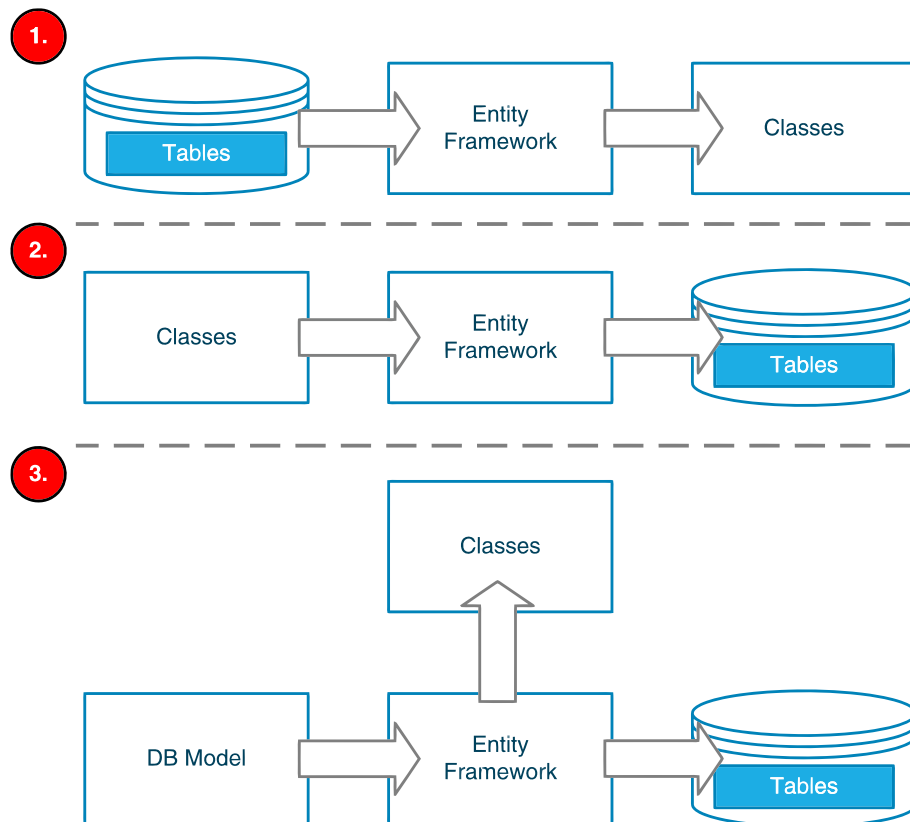 1.
Tables
Entity
Framework
Classes
2.
Classes
Entity
Framework
Tables
3.
Classes
DB Model
Entity
Framework
Tables